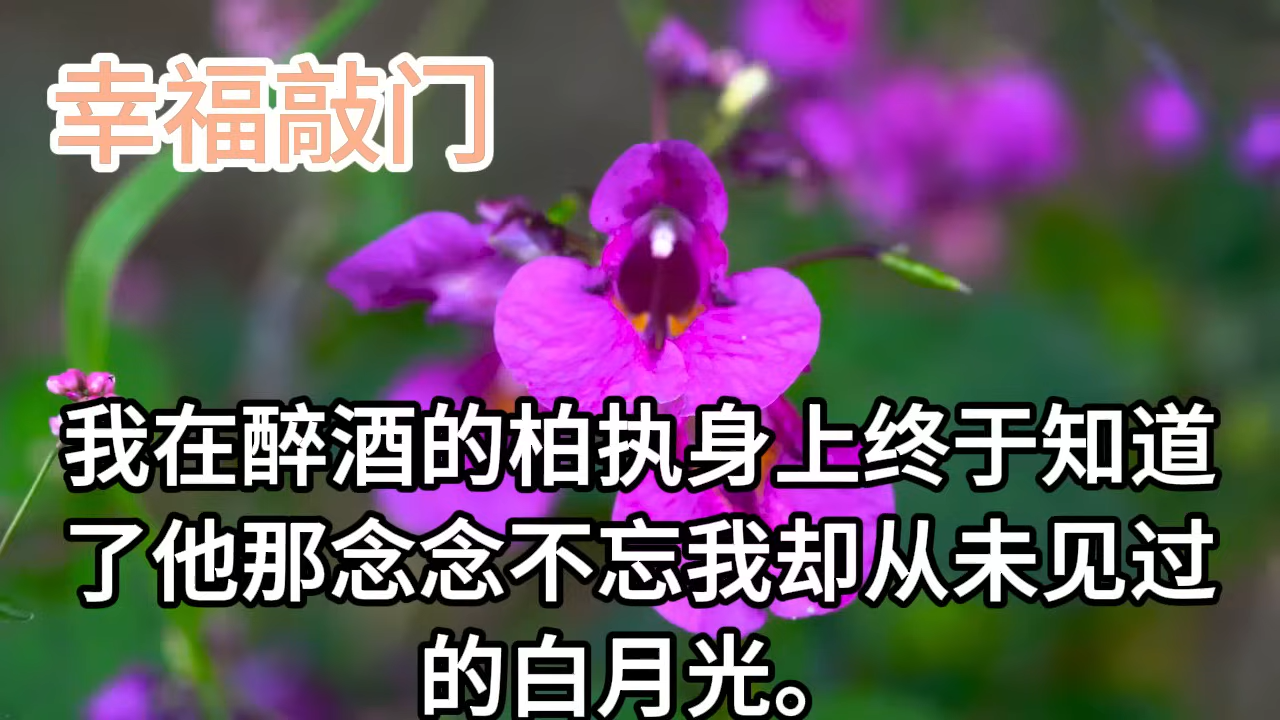 幸福敲门
我在醉酒的柏执身上终于知道
了他那念念不忘我却从未见过
的白月光。